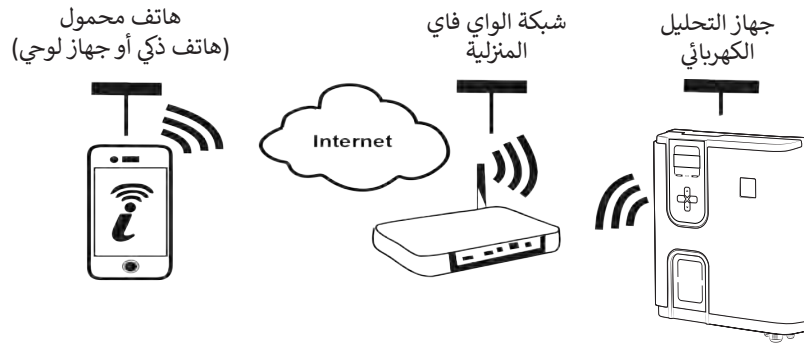 جهاز التحليل
الكهربائي
شبكة الواي فاي
المنزلية
هاتف محمول
(هاتف ذكي أو جهاز لوحي)
Internet
i